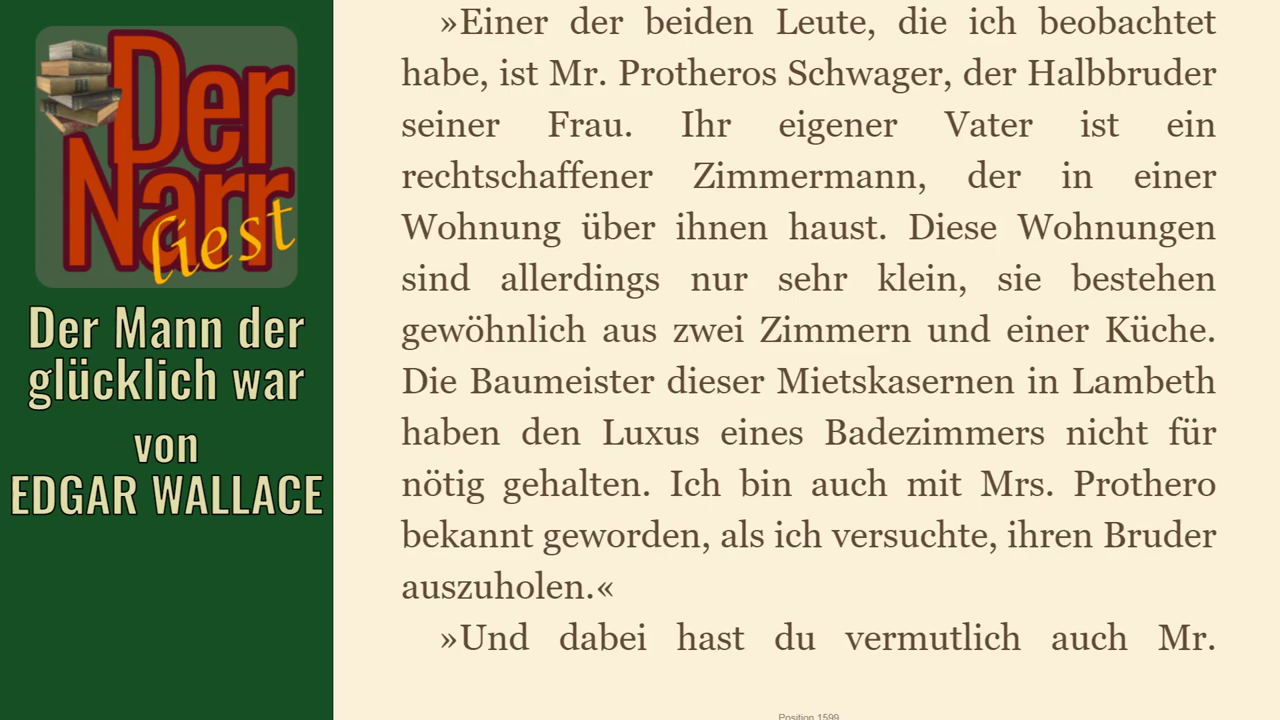 Der
Narr
liest
Der Mann der
glücklich war
von
EDGAR WALLACE
»Einer der beiden Leute, die ich beobachtet
habe, ist Mr. Protheros Schwager, der Halbbruder
seiner Frau. Ihr eigener Vater ist ein
rechtschaffener Zimmermann, der in einer
Wohnung über ihnen haust. Diese Wohnungen
sind allerdings nur sehr klein, sie bestehen
gewöhnlich aus zwei Zimmern und einer Küche.
Die Baumeister dieser Mietskasernen in Lambeth
haben den Luxus eines Badezimmers nicht für
nötig gehalten. Ich bin auch mit Mrs. Prothero
bekannt geworden, als ich versuchte, ihren Bruder
auszuholen.«
»Und dabei hast du vermutlich auch Mr.
Position 1599